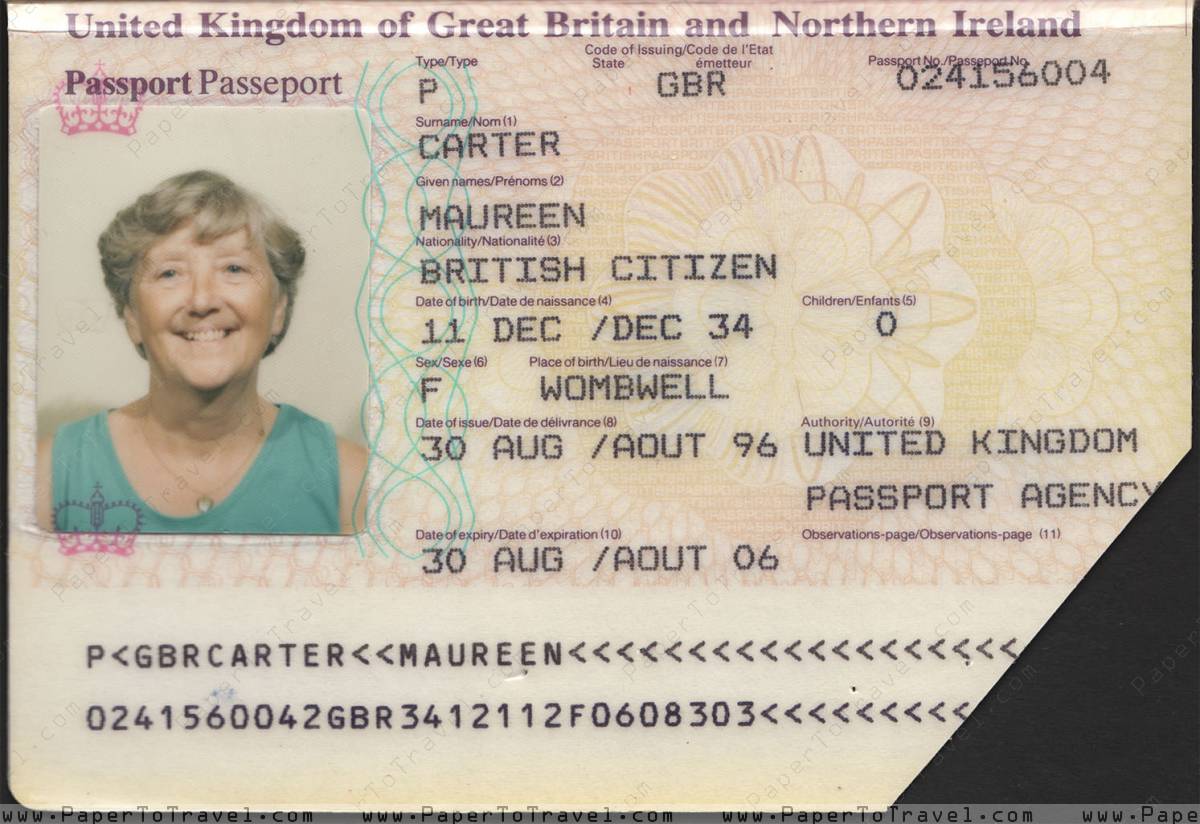 United Kingdom of Great Britain and Northern Ireland
Passport Passeport
Type/Type
P
Code of Issuing/Code de l'Etat
State émetteur
GBR
Passport No./Passeport No.
024156004
Surname/Nom (1)
CARTER
Given names/Prénoms (2)
MAUREEN
Nationality/Nationalité (3)
BRITISH CITIZEN
Date of birth/Date de naissance (4)
11 DEC /DEC 34
Children/Enfants (5)
0
Sex/Sexe (6)
F
Place of birth/Lieu de naissance (7)
WOMBWELL
Date of issue/Date de délivrance (8)
30 AUG /AOUT 96
Authority/Autorité (9)
UNITED KINGDOM
PASSPORT AGENCY
Date of expiry/Date d'expiration (10)
30 AUG /AOUT 06
Observations-page/Observations-page (11)
P<GBRCARTER<<MAUREEN<<<<<<<<<<<<<<<<<<<
0241560042GBR3412112F0608303<<<<<<<<<
www.PaperToTravel.com www.PaperToTravel.com www.PaperToTravel.com www.Pape